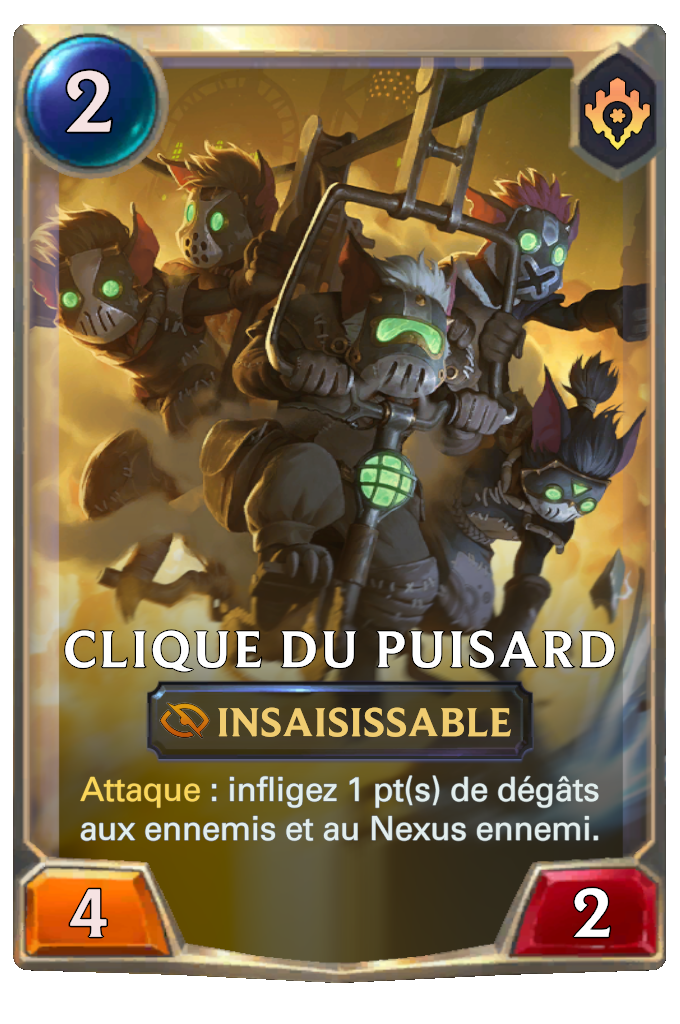 2
CLIQUE DU PUISARD
INSAISISSABLE
Attaque : infligez 1 pt(s) de dégâts
aux ennemis et au Nexus ennemi.
4
2